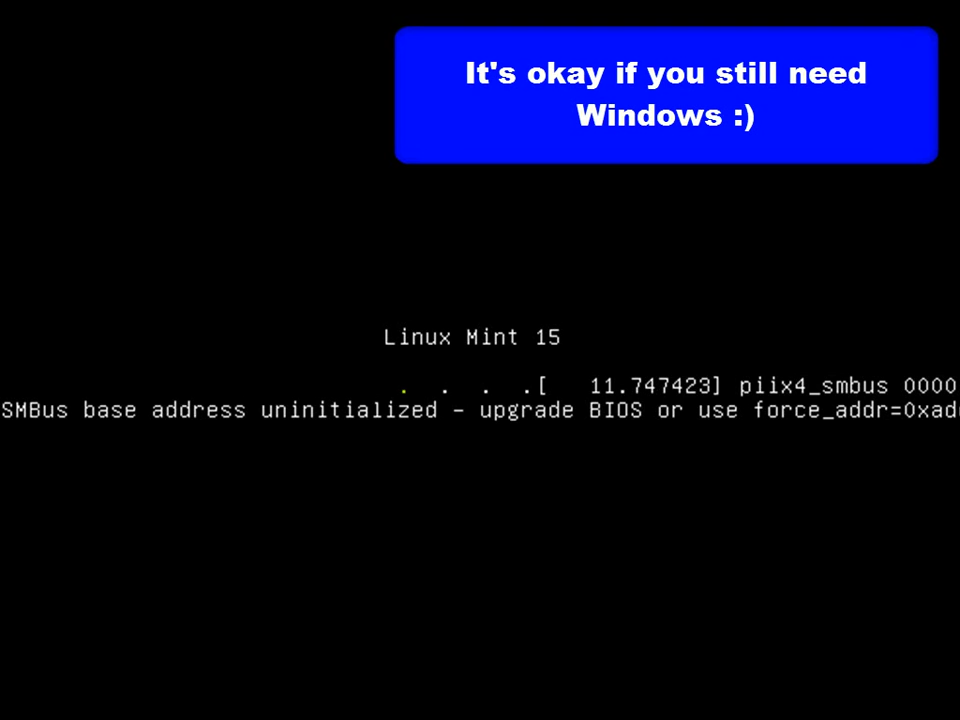 It's okay if you still need
Windows :)
Linux Mint 15
. . . .[ 11.747423] piix4_smbus 0000
SMBus base address uninitialized - upgrade BIOS or use force_addr=0xad